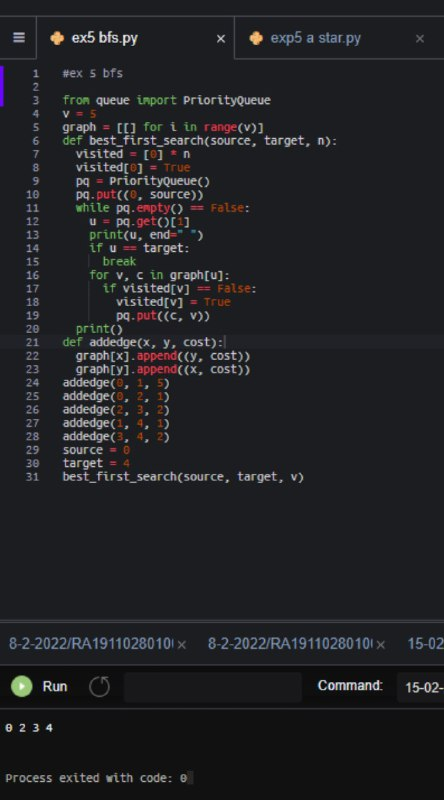 ex5 bfs.py × exp5 a star.py ×
1 #ex 5 bfs
2
3 from queue import PriorityQueue
4 v = 5
5 graph = [[] for i in range(v)]
6 def best_first_search(source, target, n):
7 visited = [0] * n
8 visited[0] = True
9 pq = PriorityQueue()
10 pq.put((0, source))
11 while pq.empty() == False:
12 u = pq.get()[1]
13 print(u, end=" ")
14 if u == target:
15 break
16 for v, c in graph[u]:
17 if visited[v] == False:
18 visited[v] = True
19 pq.put((c, v))
20 print()
21 def addedge(x, y, cost):
22 graph[x].append((y, cost))
23 graph[y].append((x, cost))
24 addedge(0, 1, 5)
25 addedge(0, 2, 1)
26 addedge(2, 3, 2)
27 addedge(1, 4, 1)
28 addedge(3, 4, 2)
29 source = 0
30 target = 4
31 best_first_search(source, target, v)
8-2-2022/RA1911028010 × 8-2-2022/RA1911028010 × 15-02
Run Command: 15-02-
0 2 3 4
Process exited with code: 0